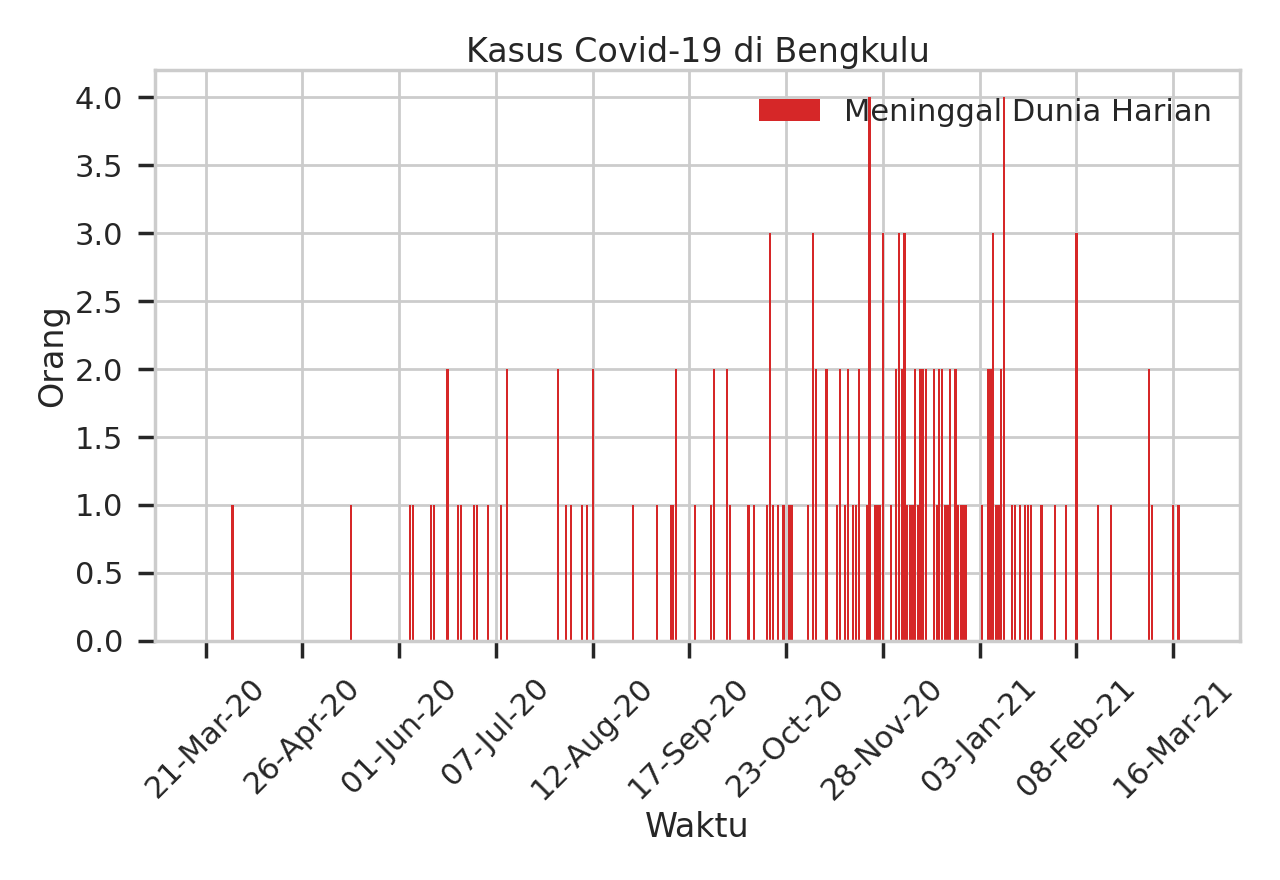 Kasus Covid-19 di Bengkulu
Meninggal Dunia Harian
4.0
3.5
3.0
2.5
2.0
1.5
1.0
0.5
0.0
Orang
21-Mar-20
26-Apr-20
01-Jun-20
07-Jul-20
12-Aug-20
17-Sep-20
23-Oct-20
28-Nov-20
03-Jan-21
08-Feb-21
16-Mar-21
Waktu